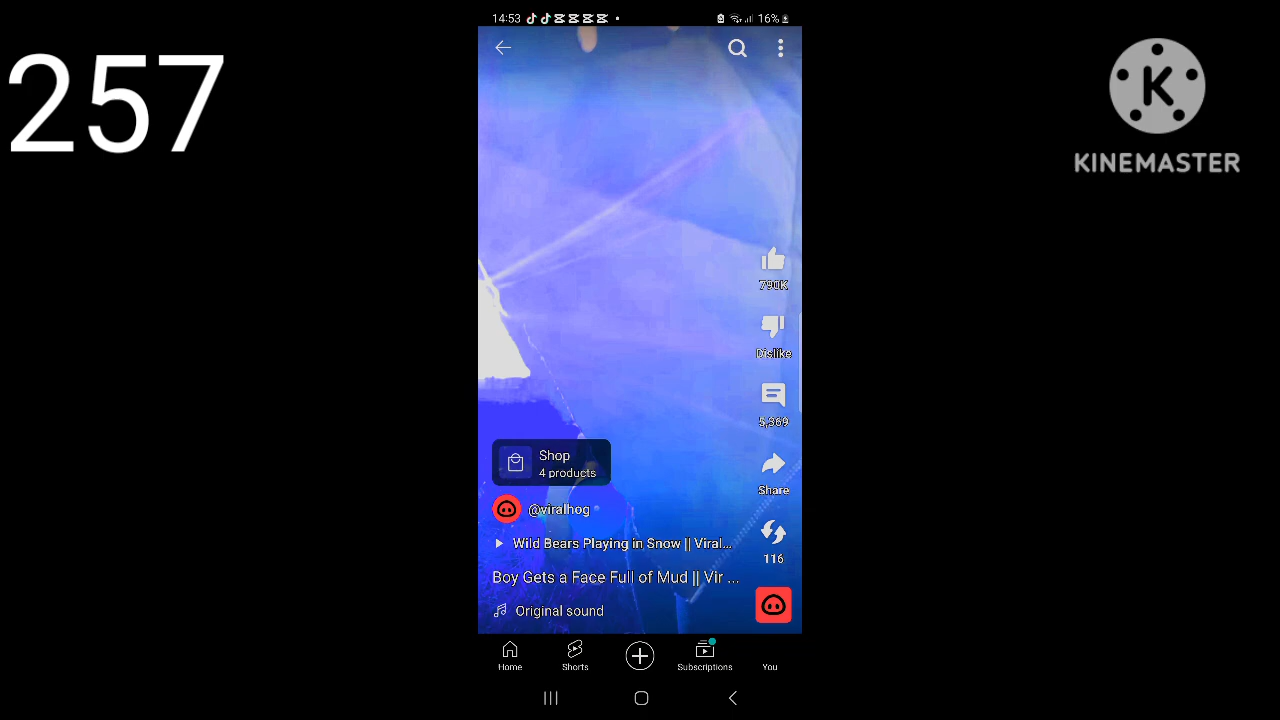 257
14:53
16%
K
KINEMASTER
790K
Dislike
5,369
Shop
4 products
Share
@viralhog
Wild Bears Playing in Snow || Viral...
116
Boy Gets a Face Full of Mud || Vir ...
Original sound
Home
Shorts
Subscriptions
You